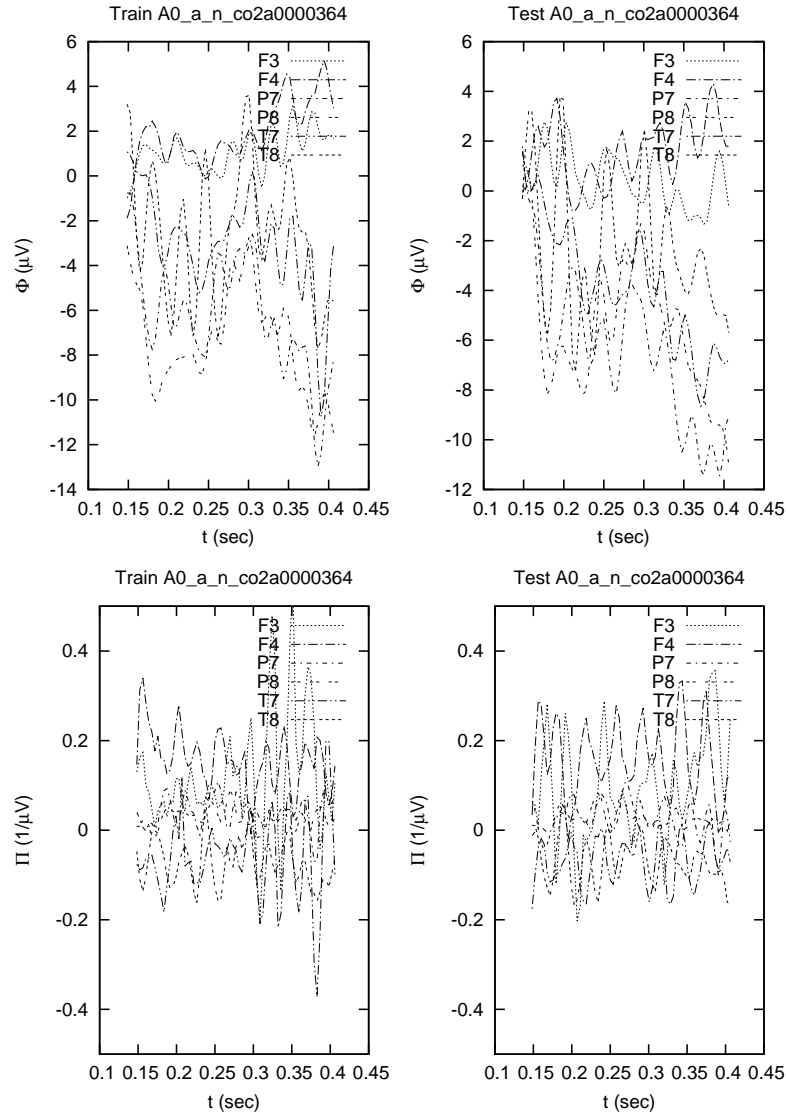 Train A0_a_n_co2a0000364
Φ (μV)
6
4
2
0
-2
-4
-6
-8
-10
-12
-14
F3
F4
P7
P8
T7
T8
0.1 0.15 0.2 0.25 0.3 0.35 0.4 0.45
t (sec)
Test A0_a_n_co2a0000364
Φ (μV)
6
4
2
0
-2
-4
-6
-8
-10
-12
F3
F4
P7
P8
T7
T8
0.1 0.15 0.2 0.25 0.3 0.35 0.4 0.45
t (sec)
Train A0_a_n_co2a0000364
Π (1/μV)
0.4
0.2
0
-0.2
-0.4
F3
F4
P7
P8
T7
T8
0.1 0.15 0.2 0.25 0.3 0.35 0.4 0.45
t (sec)
Test A0_a_n_co2a0000364
Π (1/μV)
0.4
0.2
0
-0.2
-0.4
F3
F4
P7
P8
T7
T8
0.1 0.15 0.2 0.25 0.3 0.35 0.4 0.45
t (sec)